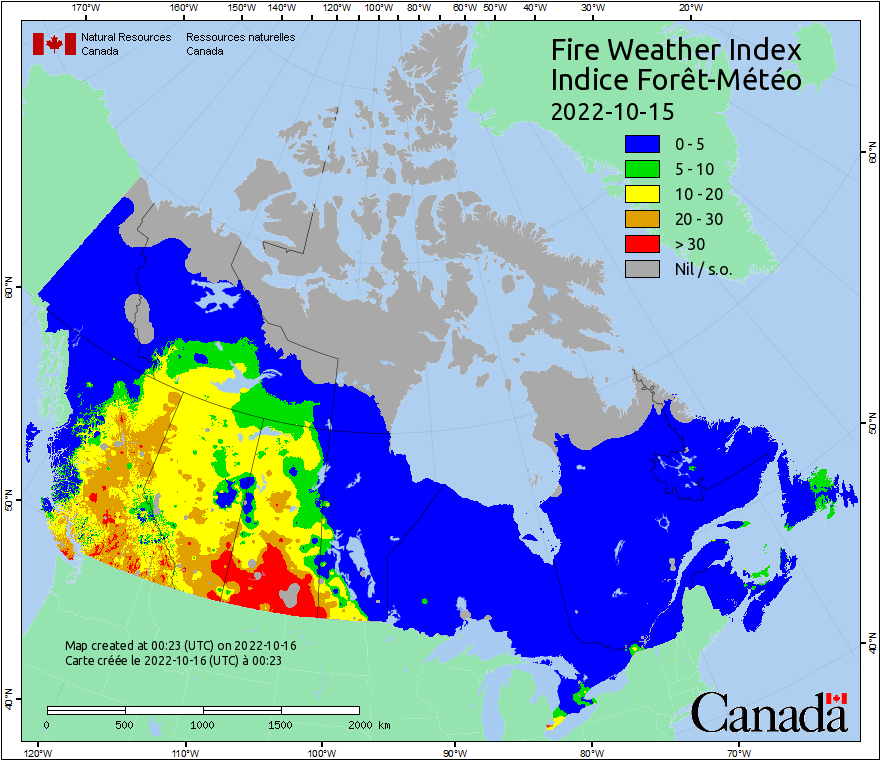 170°W 160°W 150°W 140°W 130°W 120°W 110°W 100°W 90°W 80°W 60°W 50°W 40°W 30°W 20°W
Natural Resources Canada
Ressources naturelles Canada
Fire Weather Index
Indice Forêt-Météo
2022-10-15
0 - 5
5 - 10
10 - 20
20 - 30
> 30
Nil / s.o.
60°N
50°N
40°N
60°N
50°N
40°N
Map created at 00:23 (UTC) on 2022-10-16
Carte créée le 2022-10-16 (UTC) à 00:23
0 500 1000 1500 2000 km
Canada
120°W 110°W 100°W 90°W 80°W 70°W